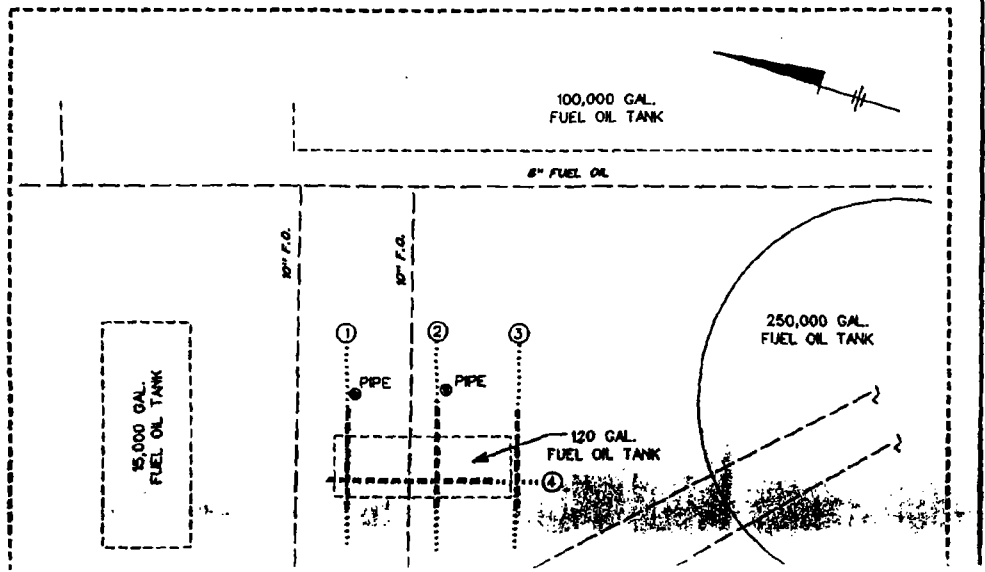 100,000 GAL.
FUEL OIL TANK
8" FUEL OIL
10" F.O.
10" F.O.
1
2
3
250,000 GAL.
FUEL OIL TANK
PIPE
PIPE
15,000 GAL.
FUEL OIL TANK
120 GAL.
FUEL OIL TANK
4